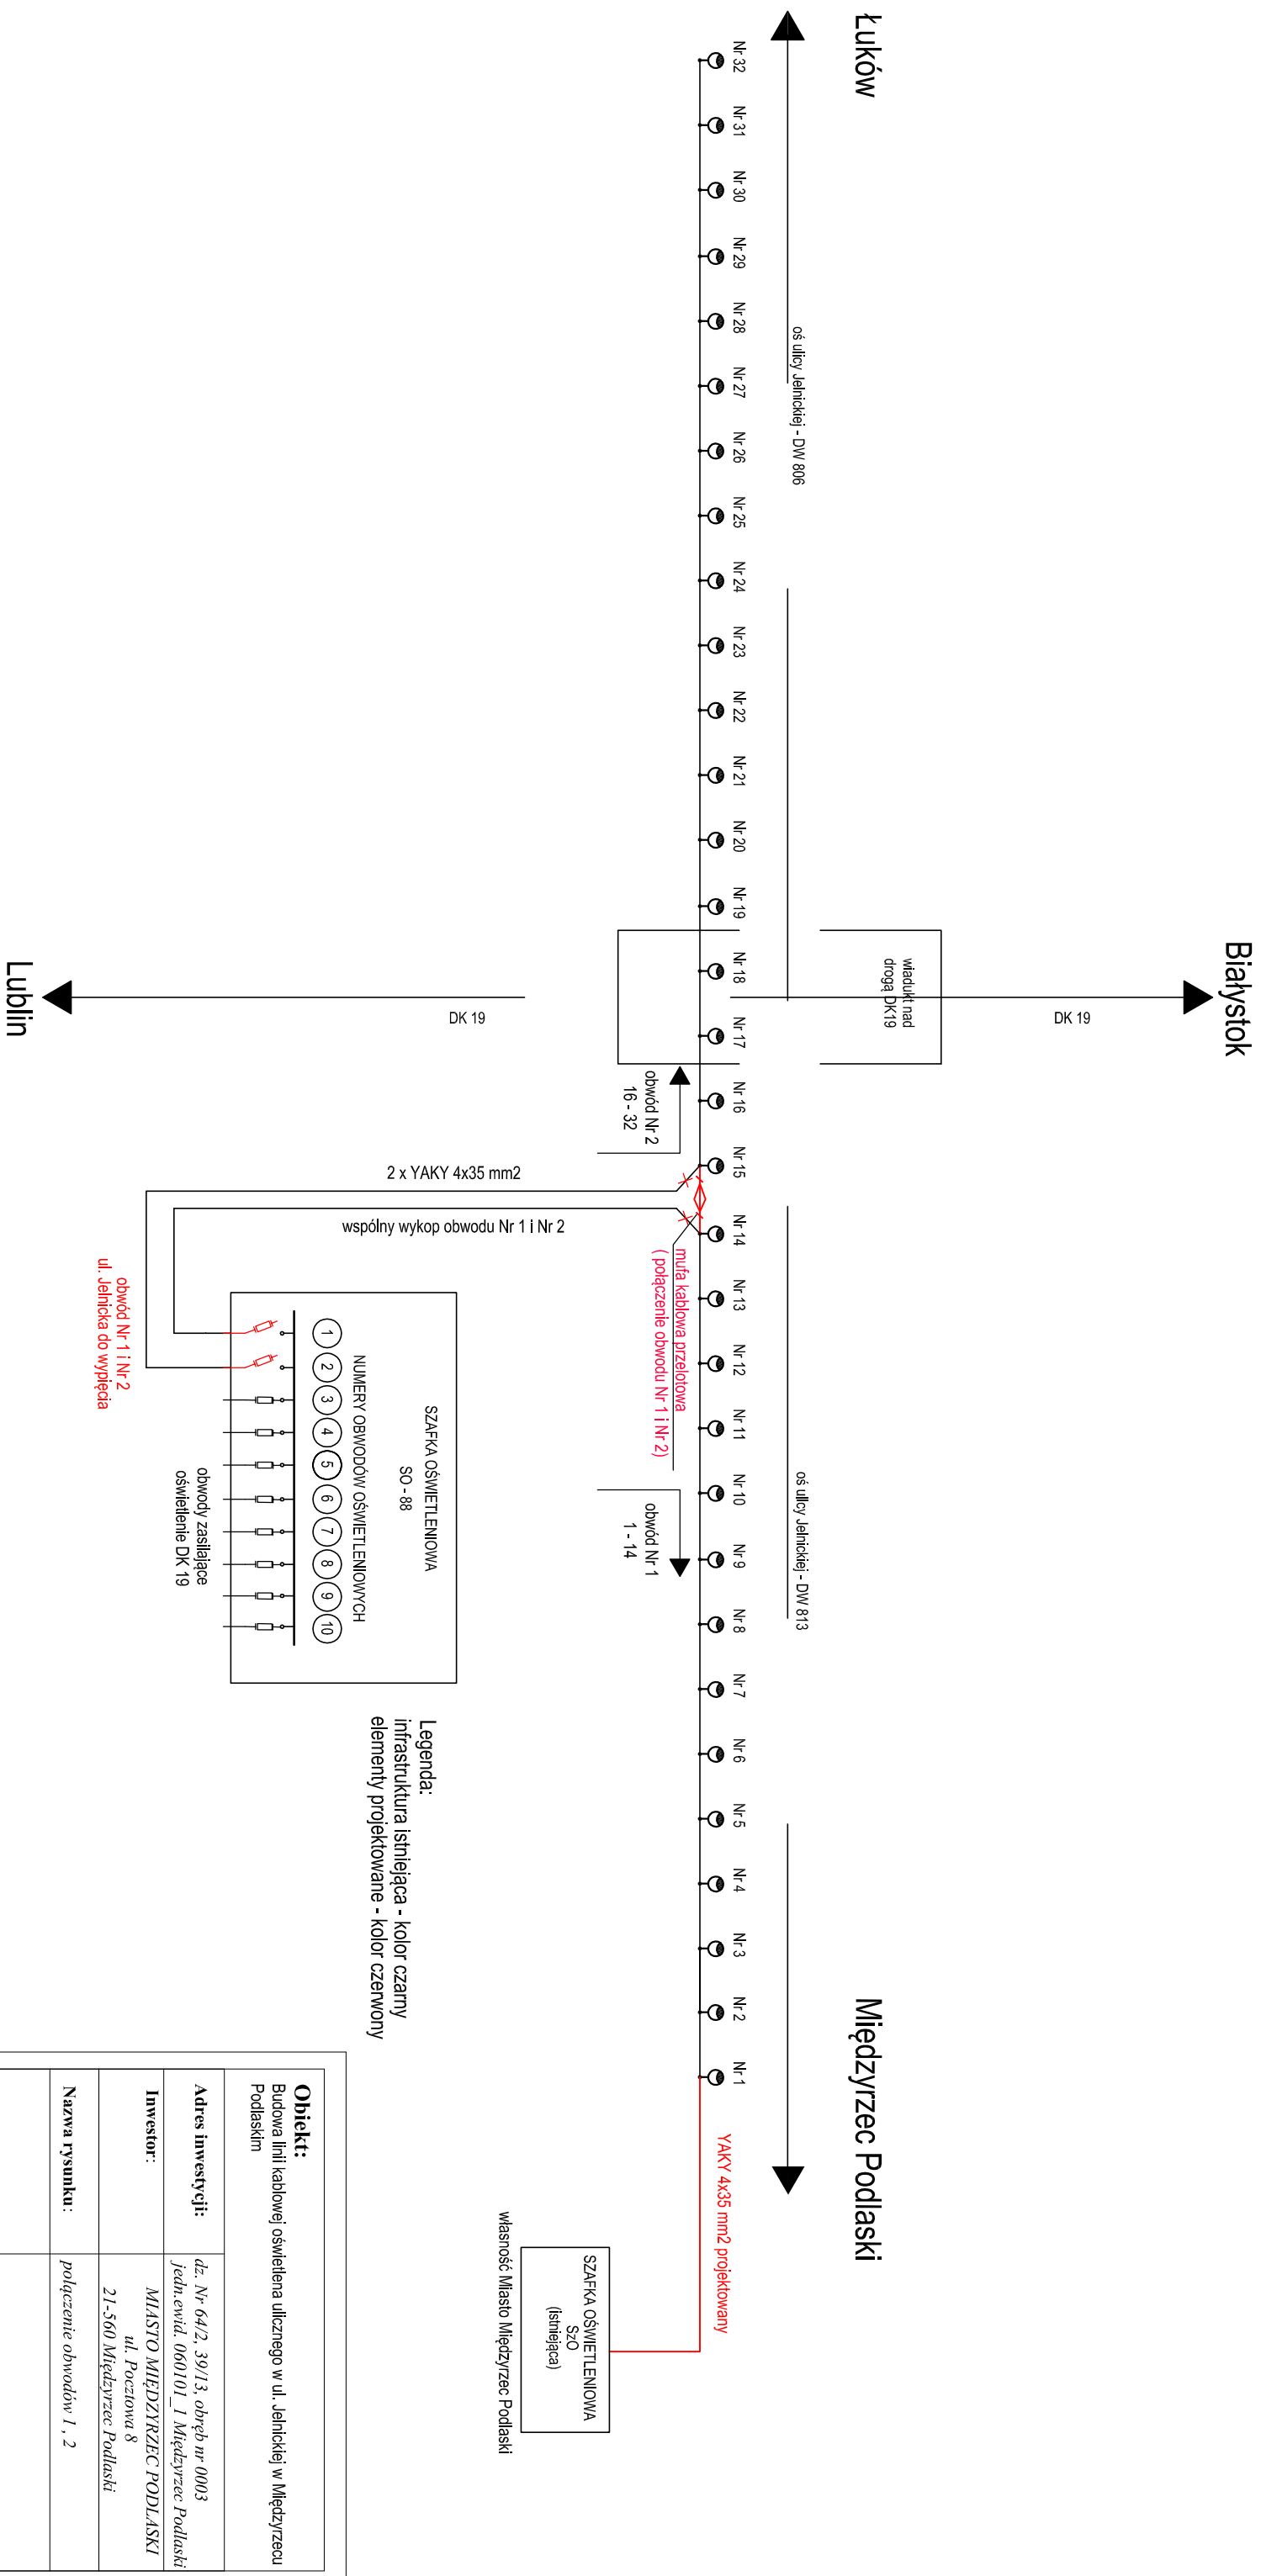 Białystok
Łuków
Międzyrzec Podlaski
Lublin
oś ulicy Jelnickiej - DW 806
oś ulicy Jelnickiej - DW 813
wiadukt nad
drogą DK19
DK 19
DK 19
Nr 32
Nr 31
Nr 30
Nr 29
Nr 28
Nr 27
Nr 26
Nr 25
Nr 24
Nr 23
Nr 22
Nr 21
Nr 20
Nr 19
Nr 18
Nr 17
Nr 16
Nr 15
Nr 14
Nr 13
Nr 12
Nr 11
Nr 10
Nr 9
Nr 8
Nr 7
Nr 6
Nr 5
Nr 4
Nr 3
Nr 2
Nr 1
YAKY 4x35 mm2 projektowany
obwód Nr 2
16 - 32
mufa kablowa przelotowa
( połączenie obwodu Nr 1 i Nr 2)
obwód Nr 1
1 - 14
2 x YAKY 4x35 mm2
wspólny wykop obwodu Nr 1 i Nr 2
SZAFKA OŚWIETLENIOWA
SzO
(istniejąca)
własność Miasto Międzyrzec Podlaski
SZAFKA OŚWIETLENIOWA
SO - 88
NUMERY OBWODÓW OŚWIETLENIOWYCH
1 2 3 4 5 6 7 8 9 10
obwody zasilające
oświetlenie DK 19
obwód Nr 1 i Nr 2
ul. Jelnicka do wypięcia
Legenda:
infrastruktura istniejąca - kolor czarny
elementy projektowane - kolor czerwony
Obiekt:
Budowa linii kablowej oświetlena ulicznego w ul. Jelnickiej w Międzyrzecu
Podlaskim
Adres inwestycji:
dz. Nr 64/2, 39/13, obręb nr 0003
jedn.ewid. 060101_1 Międzyrzec Podlaski
Inwestor:
MIASTO MIĘDZYRZEC PODLASKI
ul. Pocztowa 8
21-560 Międzyrzec Podlaski
Nazwa rysunku:
połączenie obwodów 1 , 2